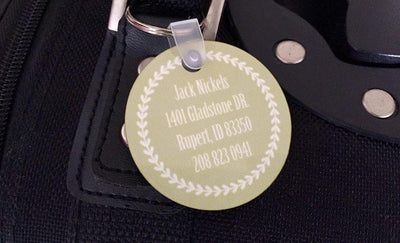 Jack Nickels
1401 Gladstone DR.
Rupert, ID 83350
208 823 0941